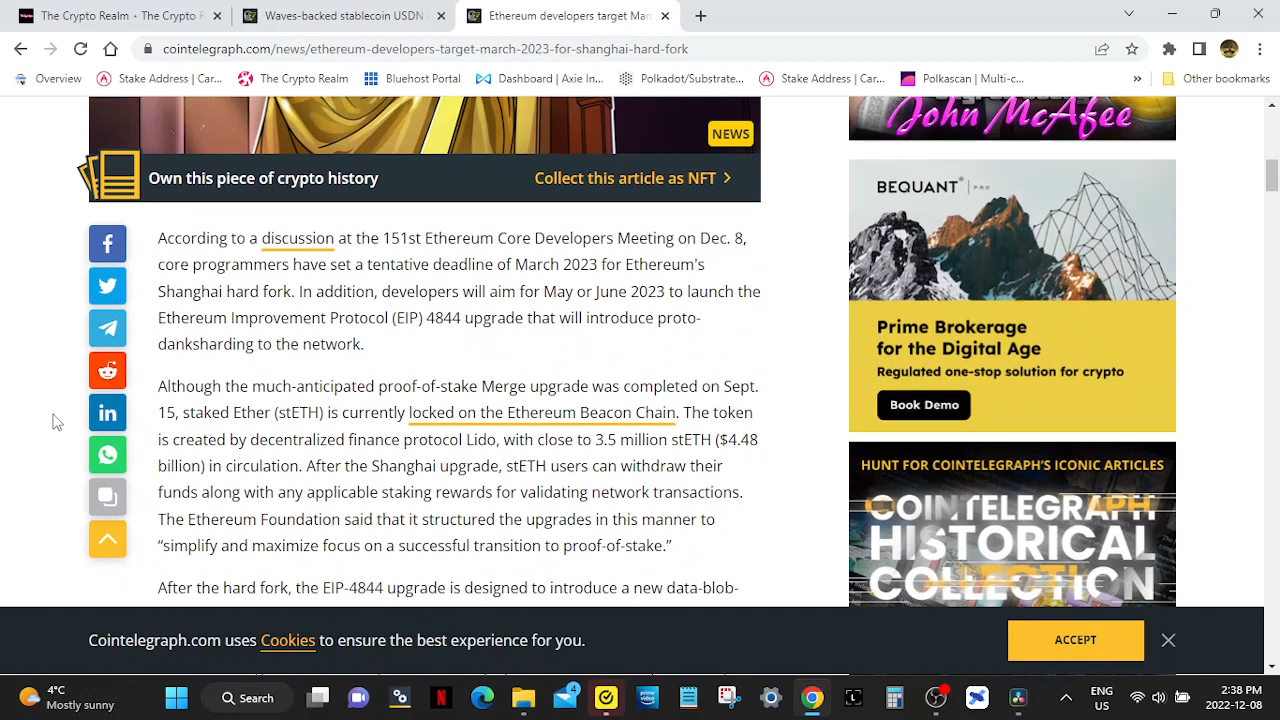 The Cryp
Waves-backed staked USDN
Ethereum developers target Marc
cointelegraph.com/news/ethereum-developers-target-march-2023-for-shanghai-hard-fork
Overview
Stake Address | Car...
The Crypto Realm
Bluehost Portal
Dashboard | Axie In...
Polkadot/Substrate...
Stake Address | Car...
Polkascan | Multi-c...
Other bookmarks
John McAfee
NEWS
Own this piece of crypto history
Collect this article as NFT
According to a discussion at the 151st Ethereum Core Developers Meeting on Dec. 8,
core programmers have set a tentative deadline of March 2023 for Ethereum's
Shanghai hard fork. In addition, developers will aim for May or June 2023 to launch the
Ethereum Improvement Protocol (EIP) 4844 upgrade that will introduce proto-
danksharding to the network.
Although the much-anticipated proof-of-stake Merge upgrade was completed on Sept.
15, staked Ether (stETH) is currently locked on the Ethereum Beacon Chain. The token
is created by decentralized finance protocol Lido, with close to 3.5 million stETH ($4.48
billion) in circulation. After the Shanghai upgrade, stETH users can withdraw their
funds along with any applicable staking rewards for validating network transactions.
The Ethereum Foundation said that it structured the upgrades in this manner to
“simplify and maximize focus on a successful transition to proof-of-stake.”
After the hard fork, the EIP-4844 upgrade is designed to introduce a new data-blob-
BEQUANT PRO
Prime Brokerage
for the Digital Age
Regulated one-stop solution for crypto
Book Demo
HUNT FOR COINTELEGRAPH'S ICONIC ARTICLES
COINTELEGRAPH
HISTORICAL
COLLECTION
Cointelegraph.com uses Cookies to ensure the best experience for you.
ACCEPT
4°C
Mostly sunny
Search
4
ENG
US
2:38 PM
2022-12-08